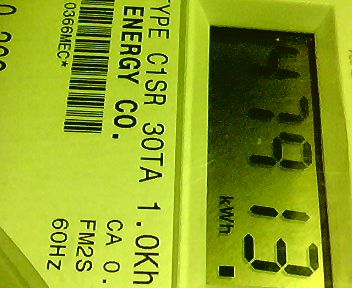 47913
kWh
TYPE C1SR 30TA 1.0Kh
ENERGY CO.
CA 0.
FM2S
0366MEC*
60Hz